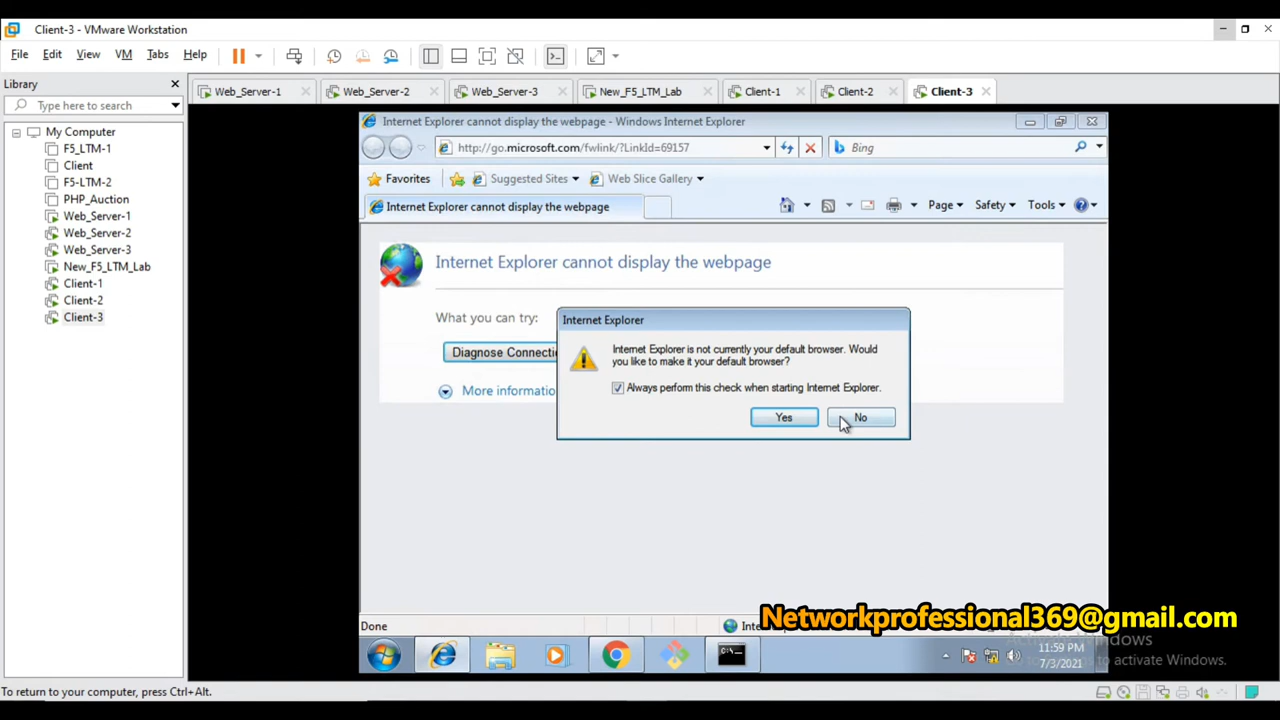 Client-3 - VMware Workstation
File Edit View VM Tabs Help
Library
Type here to search
My Computer
F5_LTM-1
Client
F5-LTM-2
PHP_Auction
Web_Server-1
Web_Server-2
Web_Server-3
New_F5_LTM_Lab
Client-1
Client-2
Client-3
Web_Server-1 Web_Server-2 Web_Server-3 New_F5_LTM_Lab Client-1 Client-2 Client-3
Internet Explorer cannot display the webpage - Windows Internet Explorer
http://go.microsoft.com/fwlink/?LinkId=69157 Bing
Favorites Suggested Sites Web Slice Gallery
Internet Explorer cannot display the webpage Page Safety Tools
Internet Explorer cannot display the webpage
What you can try:
Diagnose Connecti
More informatio
Internet Explorer
Internet Explorer is not currently your default browser. Would
you like to make it your default browser?
Always perform this check when starting Internet Explorer.
Yes No
Networkprofessional369@gmail.com
Done Inte
Windows
to activate Windows.
11:59 PM
7/3/2021
To return to your computer, press Ctrl+Alt.